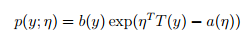 p(y; η) = b(y) exp(η^T T(y) − a(η))